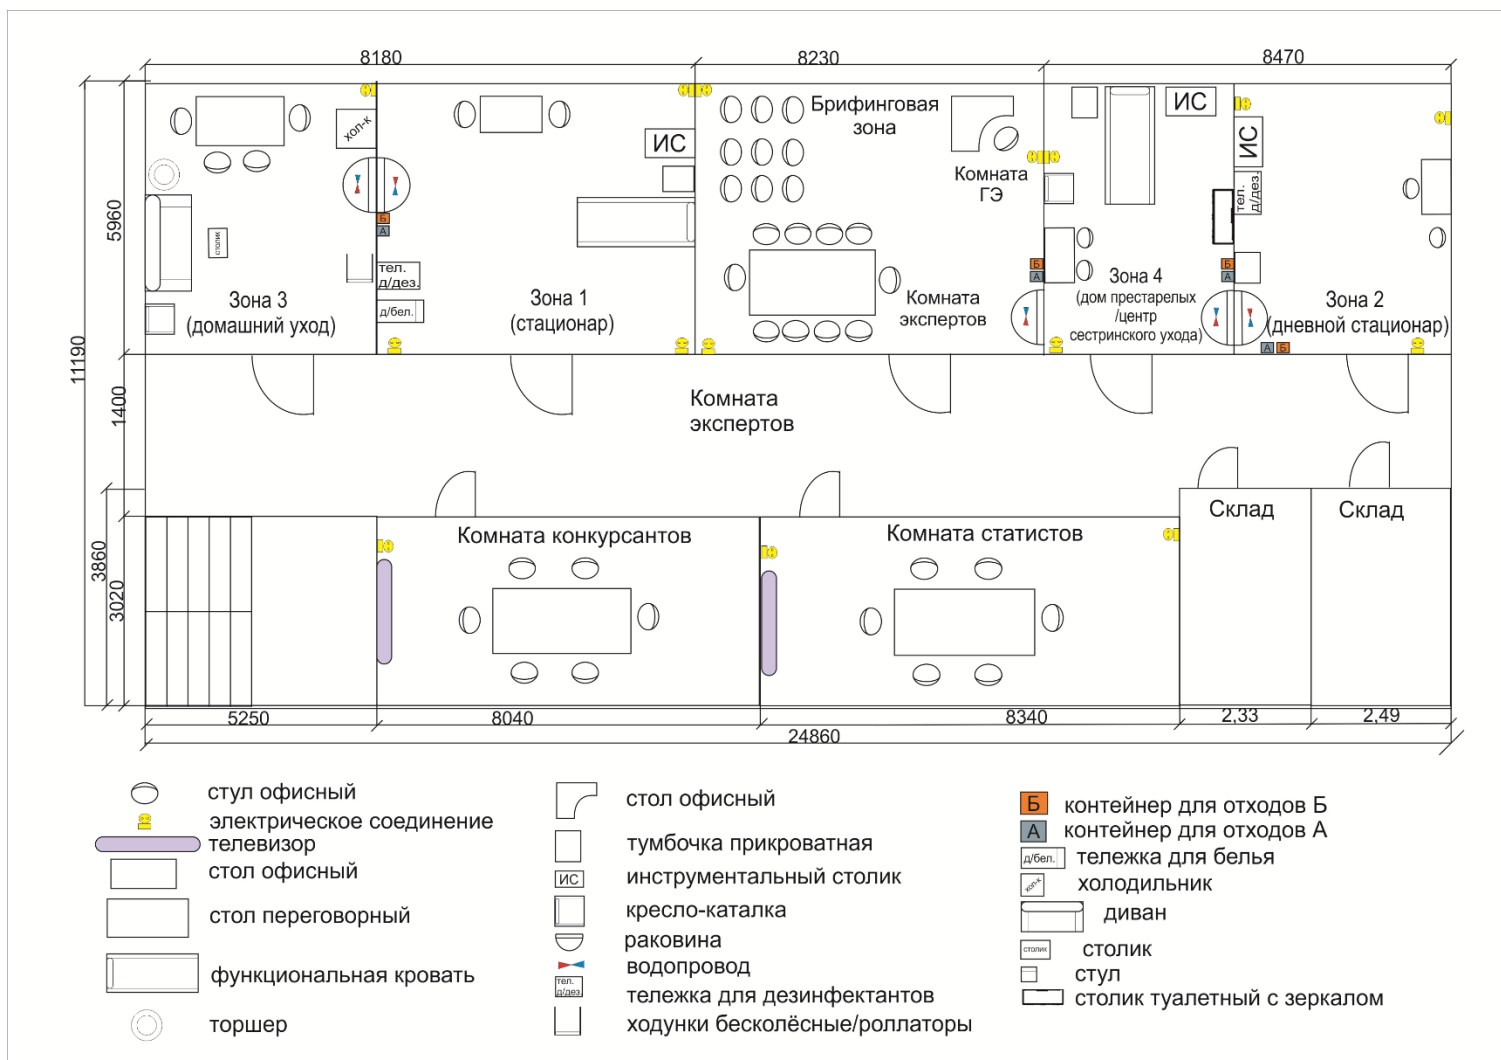 8180
8230
8470
5960
11190
1400
3860
3020
хол-к
ИС
Брифинговая
зона
Комната
ГЭ
ИС
ИС
столик
Б
А
тел.
д/дез.
д/бел.
Зона 3
(домашний уход)
Зона 1
(стационар)
Комната
экспертов
Б
А
Зона 4
(дом престарелых
/центр
сестринского ухода)
Б
А
тел.
д/дез.
Зона 2
(дневной стационар)
А
Б
Комната
экспертов
Комната конкурсантов
Комната статистов
Склад
Склад
5250
8040
8340
2,33
2,49
24860
стул офисный
электрическое соединение
телевизор
стол офисный
стол переговорный
функциональная кровать
торшер
стол офисный
тумбочка прикроватная
ИС
инструментальный столик
кресло-каталка
раковина
водопровод
тел.
д/дез.
тележка для дезинфектантов
ходунки бесколёсные/роллаторы
Б
контейнер для отходов Б
А
контейнер для отходов А
д/бел.
тележка для белья
хол-к
холодильник
диван
столик
столик
стул
столик туалетный с зеркалом